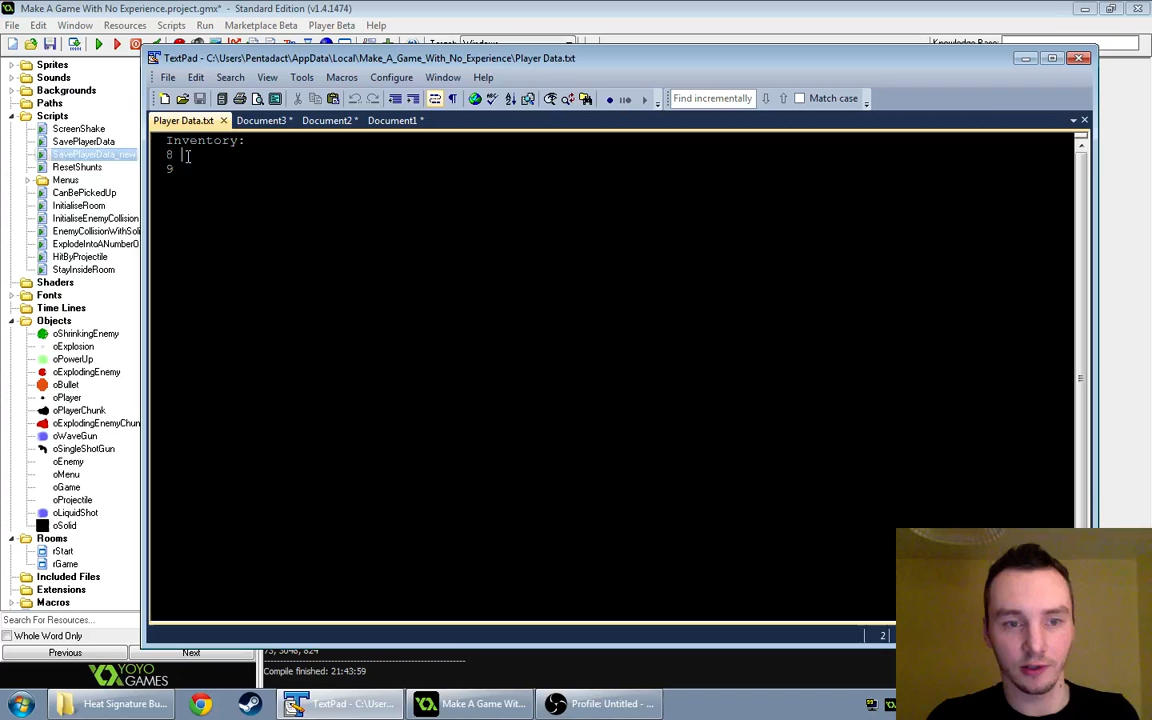 Make A Game With No Experience.project.gmx* - Standard Edition (v1.4.1474)
File Edit Window Resources Scripts Run Marketplace Beta Player Beta Help
TextPad - C:\Users\Pentadact\AppData\Local\Make_A_Game_With_No_Experience\Player Data.txt
File Edit Search View Tools Macros Configure Window Help
Find incrementally
Match case
Player Data.txt Document3 * Document2 * Document1 *
Inventory:
8
9
2
Sprites
Sounds
Backgrounds
Paths
Scripts
ScreenShake
SavePlayerData
SavePlayerData_new
ResetShunts
Menus
CanBePickedUp
InitialiseRoom
InitialiseEnemyCollision
EnemyCollisionWithSoli
ExplodeIntoANumberO
HitByProjectile
StayInsideRoom
Shaders
Fonts
Time Lines
Objects
oShrinkingEnemy
oExplosion
oPowerUp
oExplodingEnemy
oBullet
oPlayer
oPlayerChunk
oExplodingEnemyChun
oWaveGun
oSingleShotGun
oEnemy
oMenu
oGame
oProjectile
oLiquidShot
oSolid
Rooms
rStart
rGame
Included Files
Extensions
Macros
Search For Resources...
Whole Word Only
Previous Next
YOYO
GAMES
Compile finished: 21:43:59
Heat Signature Bu... TextPad - C:\User... Make A Game Wit... Profile: Untitled - ...